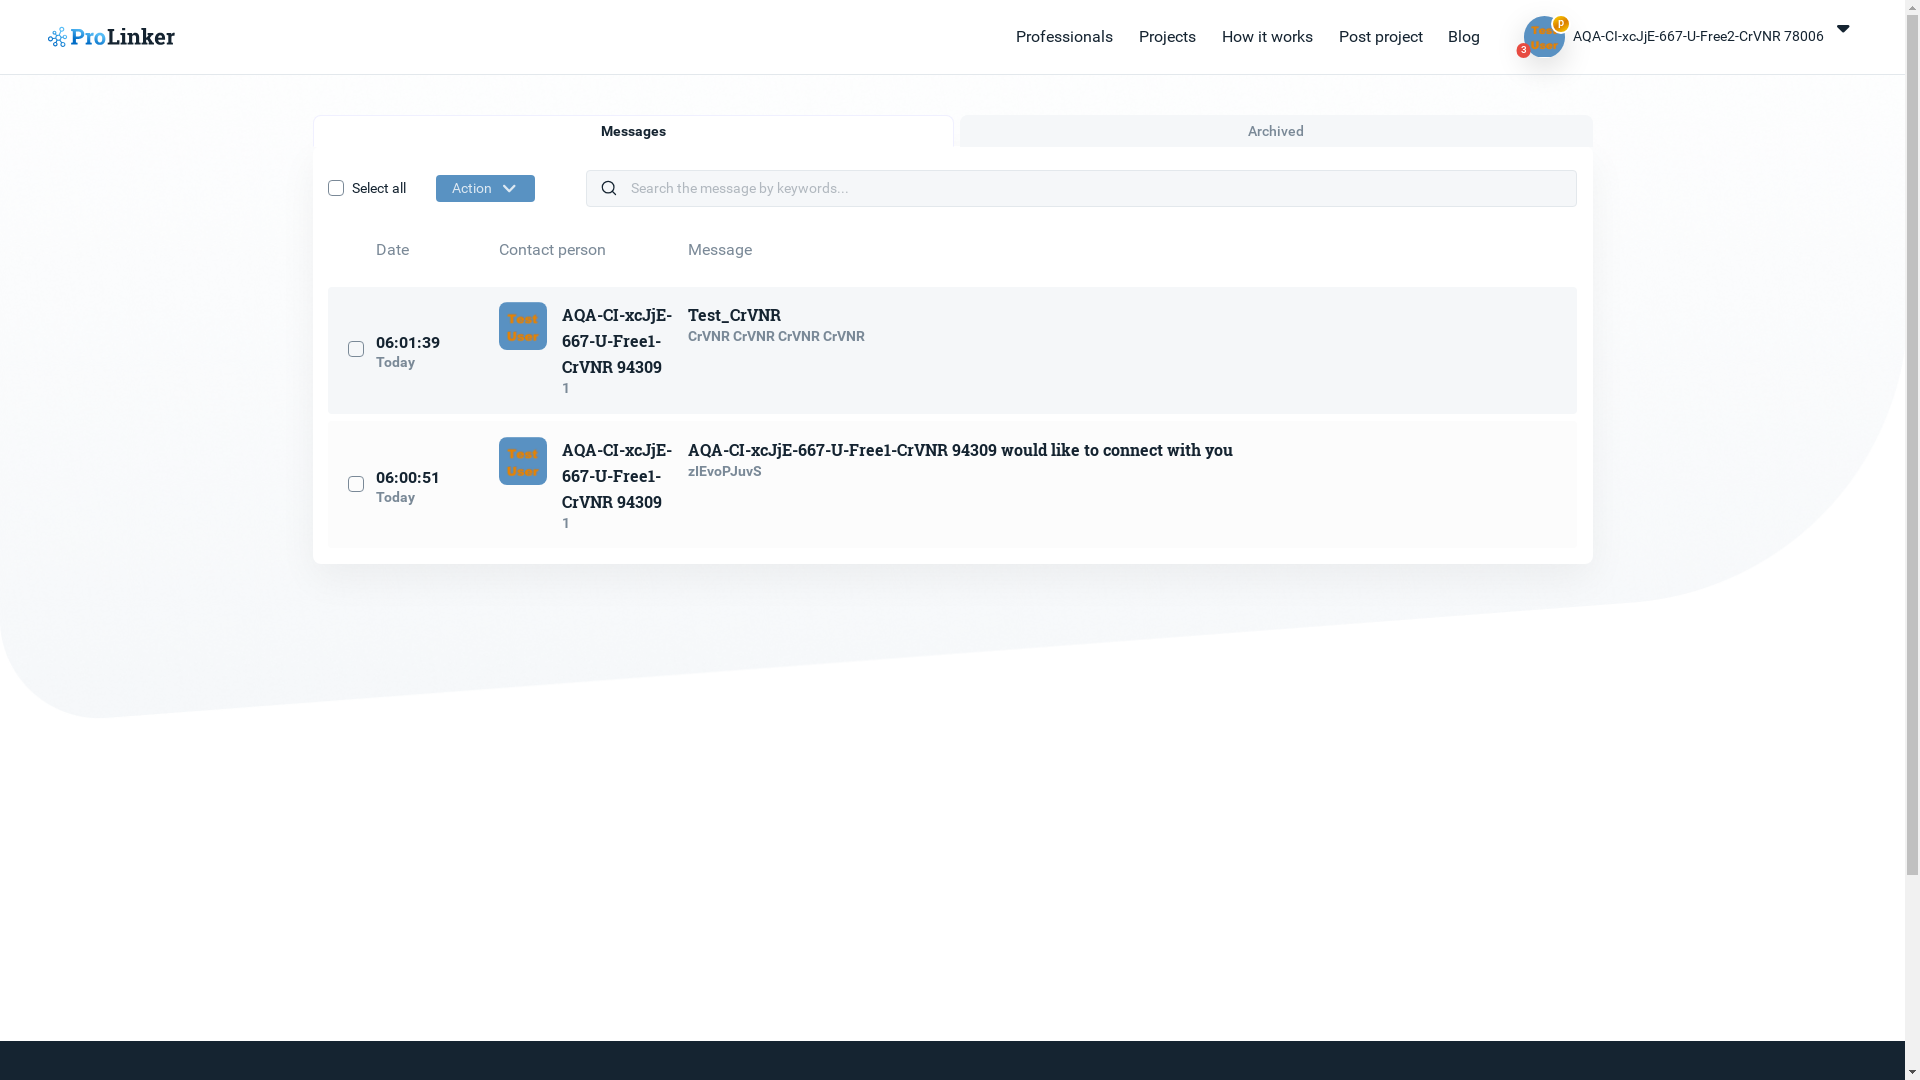 ProLinker
Professionals
Projects
How it works
Post project
Blog
Test
User
p
3
AQA-CI-xcJjE-667-U-Free2-CrVNR 78006
Messages
Archived
Select all
Action
Search the message by keywords...
Date
Contact person
Message
06:01:39
Today
Test
User
AQA-CI-xcJjE-
667-U-Free1-
CrVNR 94309
1
Test_CrVNR
CrVNR CrVNR CrVNR CrVNR
06:00:51
Today
Test
User
AQA-CI-xcJjE-
667-U-Free1-
CrVNR 94309
1
AQA-CI-xcJjE-667-U-Free1-CrVNR 94309 would like to connect with you
zIEvoPJuvS